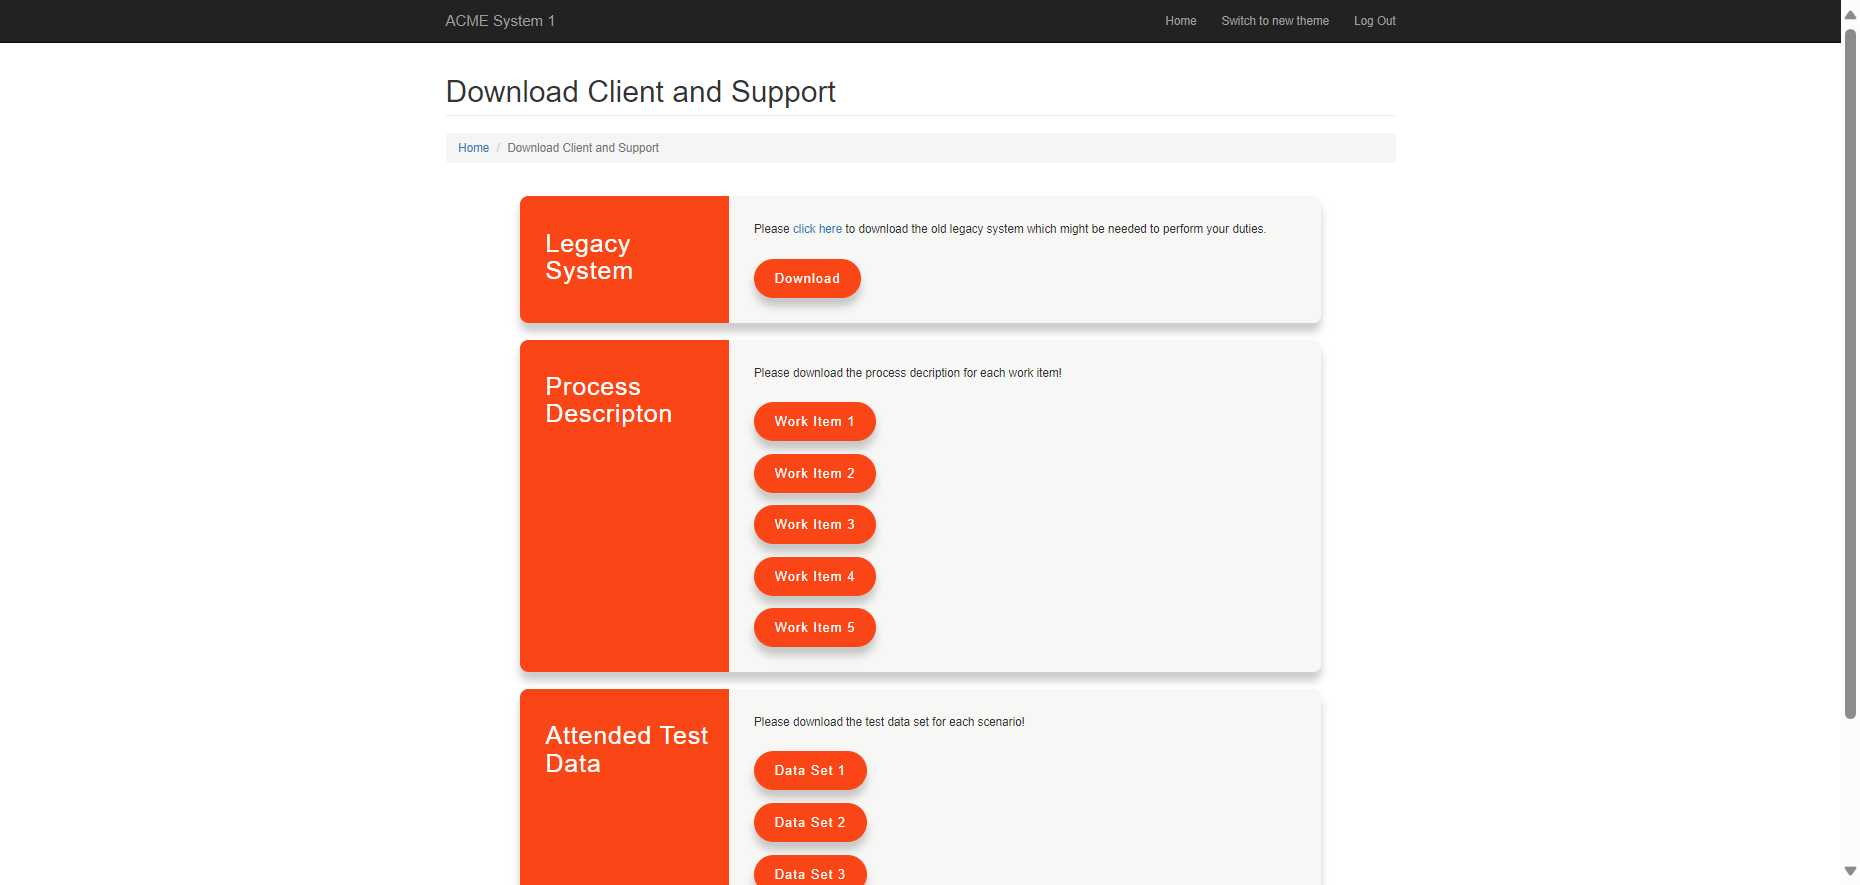 ACME System 1
Home
Switch to new theme
Log Out
Download Client and Support
Home / Download Client and Support
Legacy
System
Please click here to download the old legacy system which might be needed to perform your duties.
Download
Process
Descripton
Please download the process decription for each work item!
Work Item 1
Work Item 2
Work Item 3
Work Item 4
Work Item 5
Attended Test
Data
Please download the test data set for each scenario!
Data Set 1
Data Set 2
Data Set 3